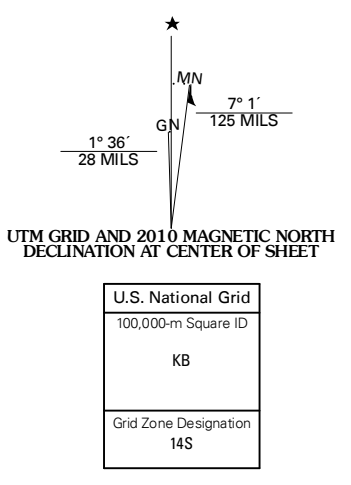 MN
GN
7° 1´
125 MILS
1° 36´
28 MILS
UTM GRID AND 2010 MAGNETIC NORTH
DECLINATION AT CENTER OF SHEET
U.S. National Grid
100,000-m Square ID
KB
Grid Zone Designation
14S